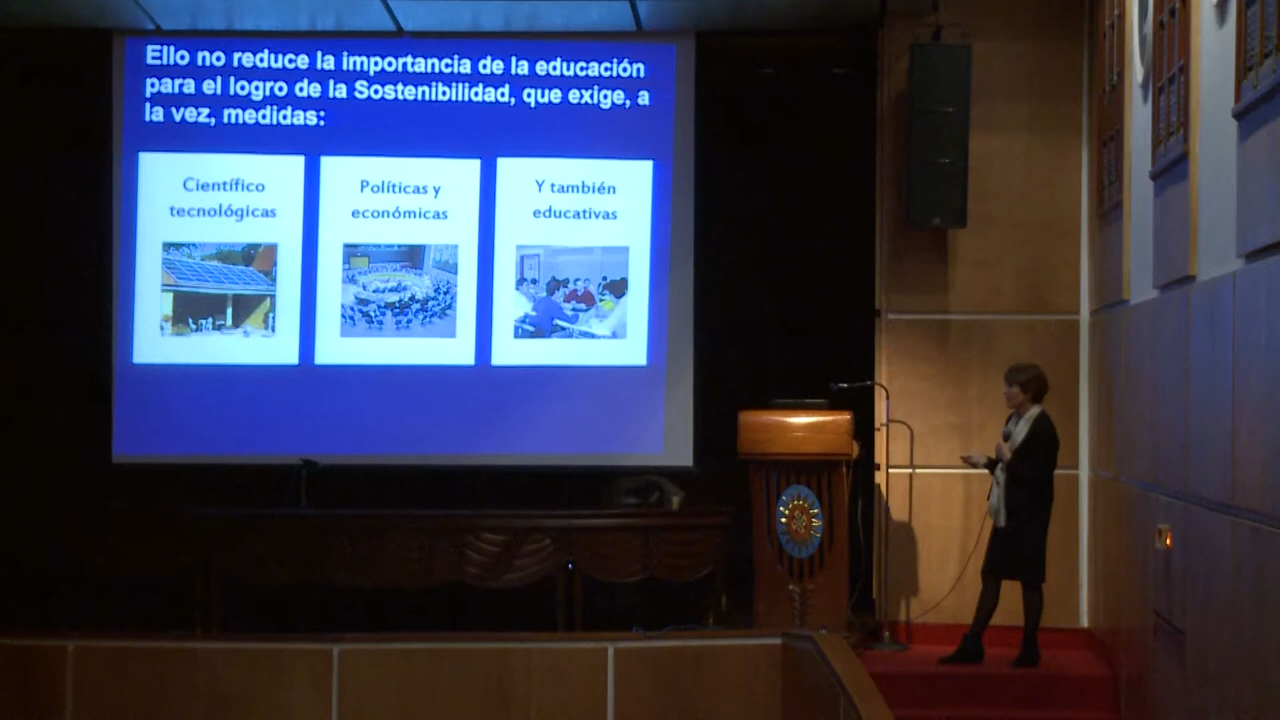 Ello no reduce la importancia de la educación
para el logro de la Sostenibilidad, que exige, a
la vez, medidas:
Científico
tecnológicas
Políticas y
económicas
Y también
educativas